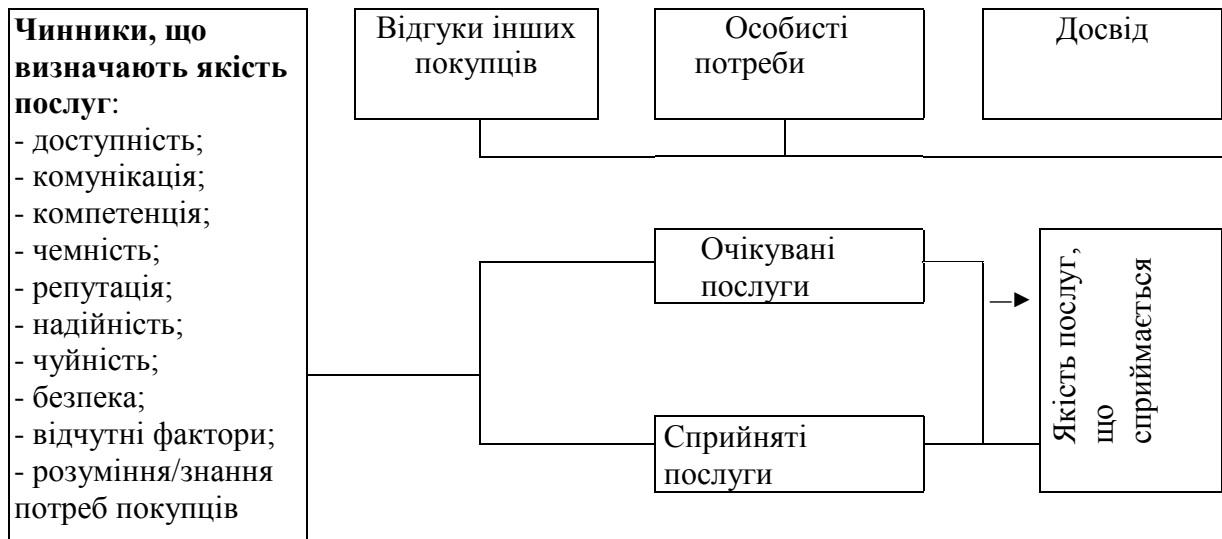 Чинники, що
визначають якість
послуг:
- доступність;
- комунікація;
- компетенція;
- чемність;
- репутація;
- надійність;
- чуйність;
- безпека;
- відчутні фактори;
- розуміння/знання
потреб покупців
Відгуки інших
покупців
Особисті
потреби
Досвід
Очікувані
послуги
Сприйняті
послуги
Якість послуг,
що
сприймається